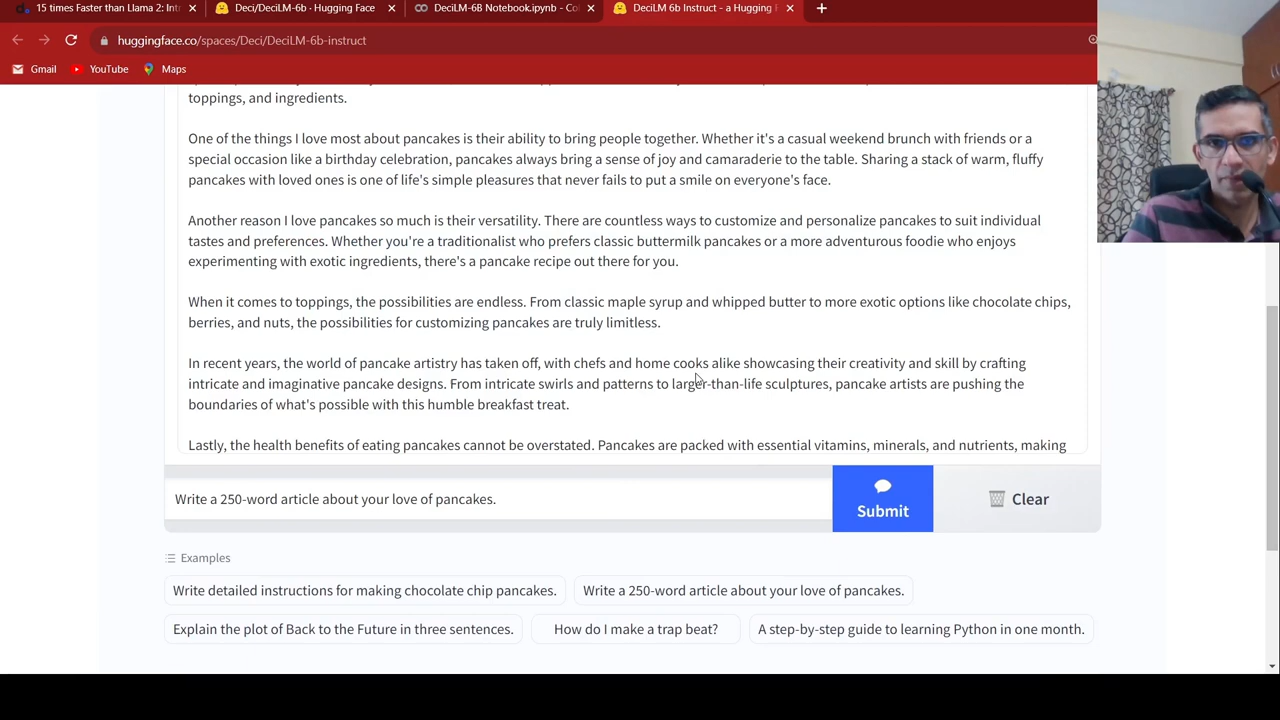 15 times Faster than Llama 2: Int
Deci/DeciLM-6b · Hugging Face
DeciLM-6B Notebook.ipynb - Co
DeciLM 6b Instruct - a Hugging F
huggingface.co/spaces/Deci/DeciLM-6b-instruct
Gmail
YouTube
Maps
toppings, and ingredients.
One of the things I love most about pancakes is their ability to bring people together. Whether it's a casual weekend brunch with friends or a
special occasion like a birthday celebration, pancakes always bring a sense of joy and camaraderie to the table. Sharing a stack of warm, fluffy
pancakes with loved ones is one of life's simple pleasures that never fails to put a smile on everyone's face.
Another reason I love pancakes so much is their versatility. There are countless ways to customize and personalize pancakes to suit individual
tastes and preferences. Whether you're a traditionalist who prefers classic buttermilk pancakes or a more adventurous foodie who enjoys
experimenting with exotic ingredients, there's a pancake recipe out there for you.
When it comes to toppings, the possibilities are endless. From classic maple syrup and whipped butter to more exotic options like chocolate chips,
berries, and nuts, the possibilities for customizing pancakes are truly limitless.
In recent years, the world of pancake artistry has taken off, with chefs and home cooks alike showcasing their creativity and skill by crafting
intricate and imaginative pancake designs. From intricate swirls and patterns to larger-than-life sculptures, pancake artists are pushing the
boundaries of what's possible with this humble breakfast treat.
Lastly, the health benefits of eating pancakes cannot be overstated. Pancakes are packed with essential vitamins, minerals, and nutrients, making
Write a 250-word article about your love of pancakes.
Submit
Clear
Examples
Write detailed instructions for making chocolate chip pancakes.
Write a 250-word article about your love of pancakes.
Explain the plot of Back to the Future in three sentences.
How do I make a trap beat?
A step-by-step guide to learning Python in one month.